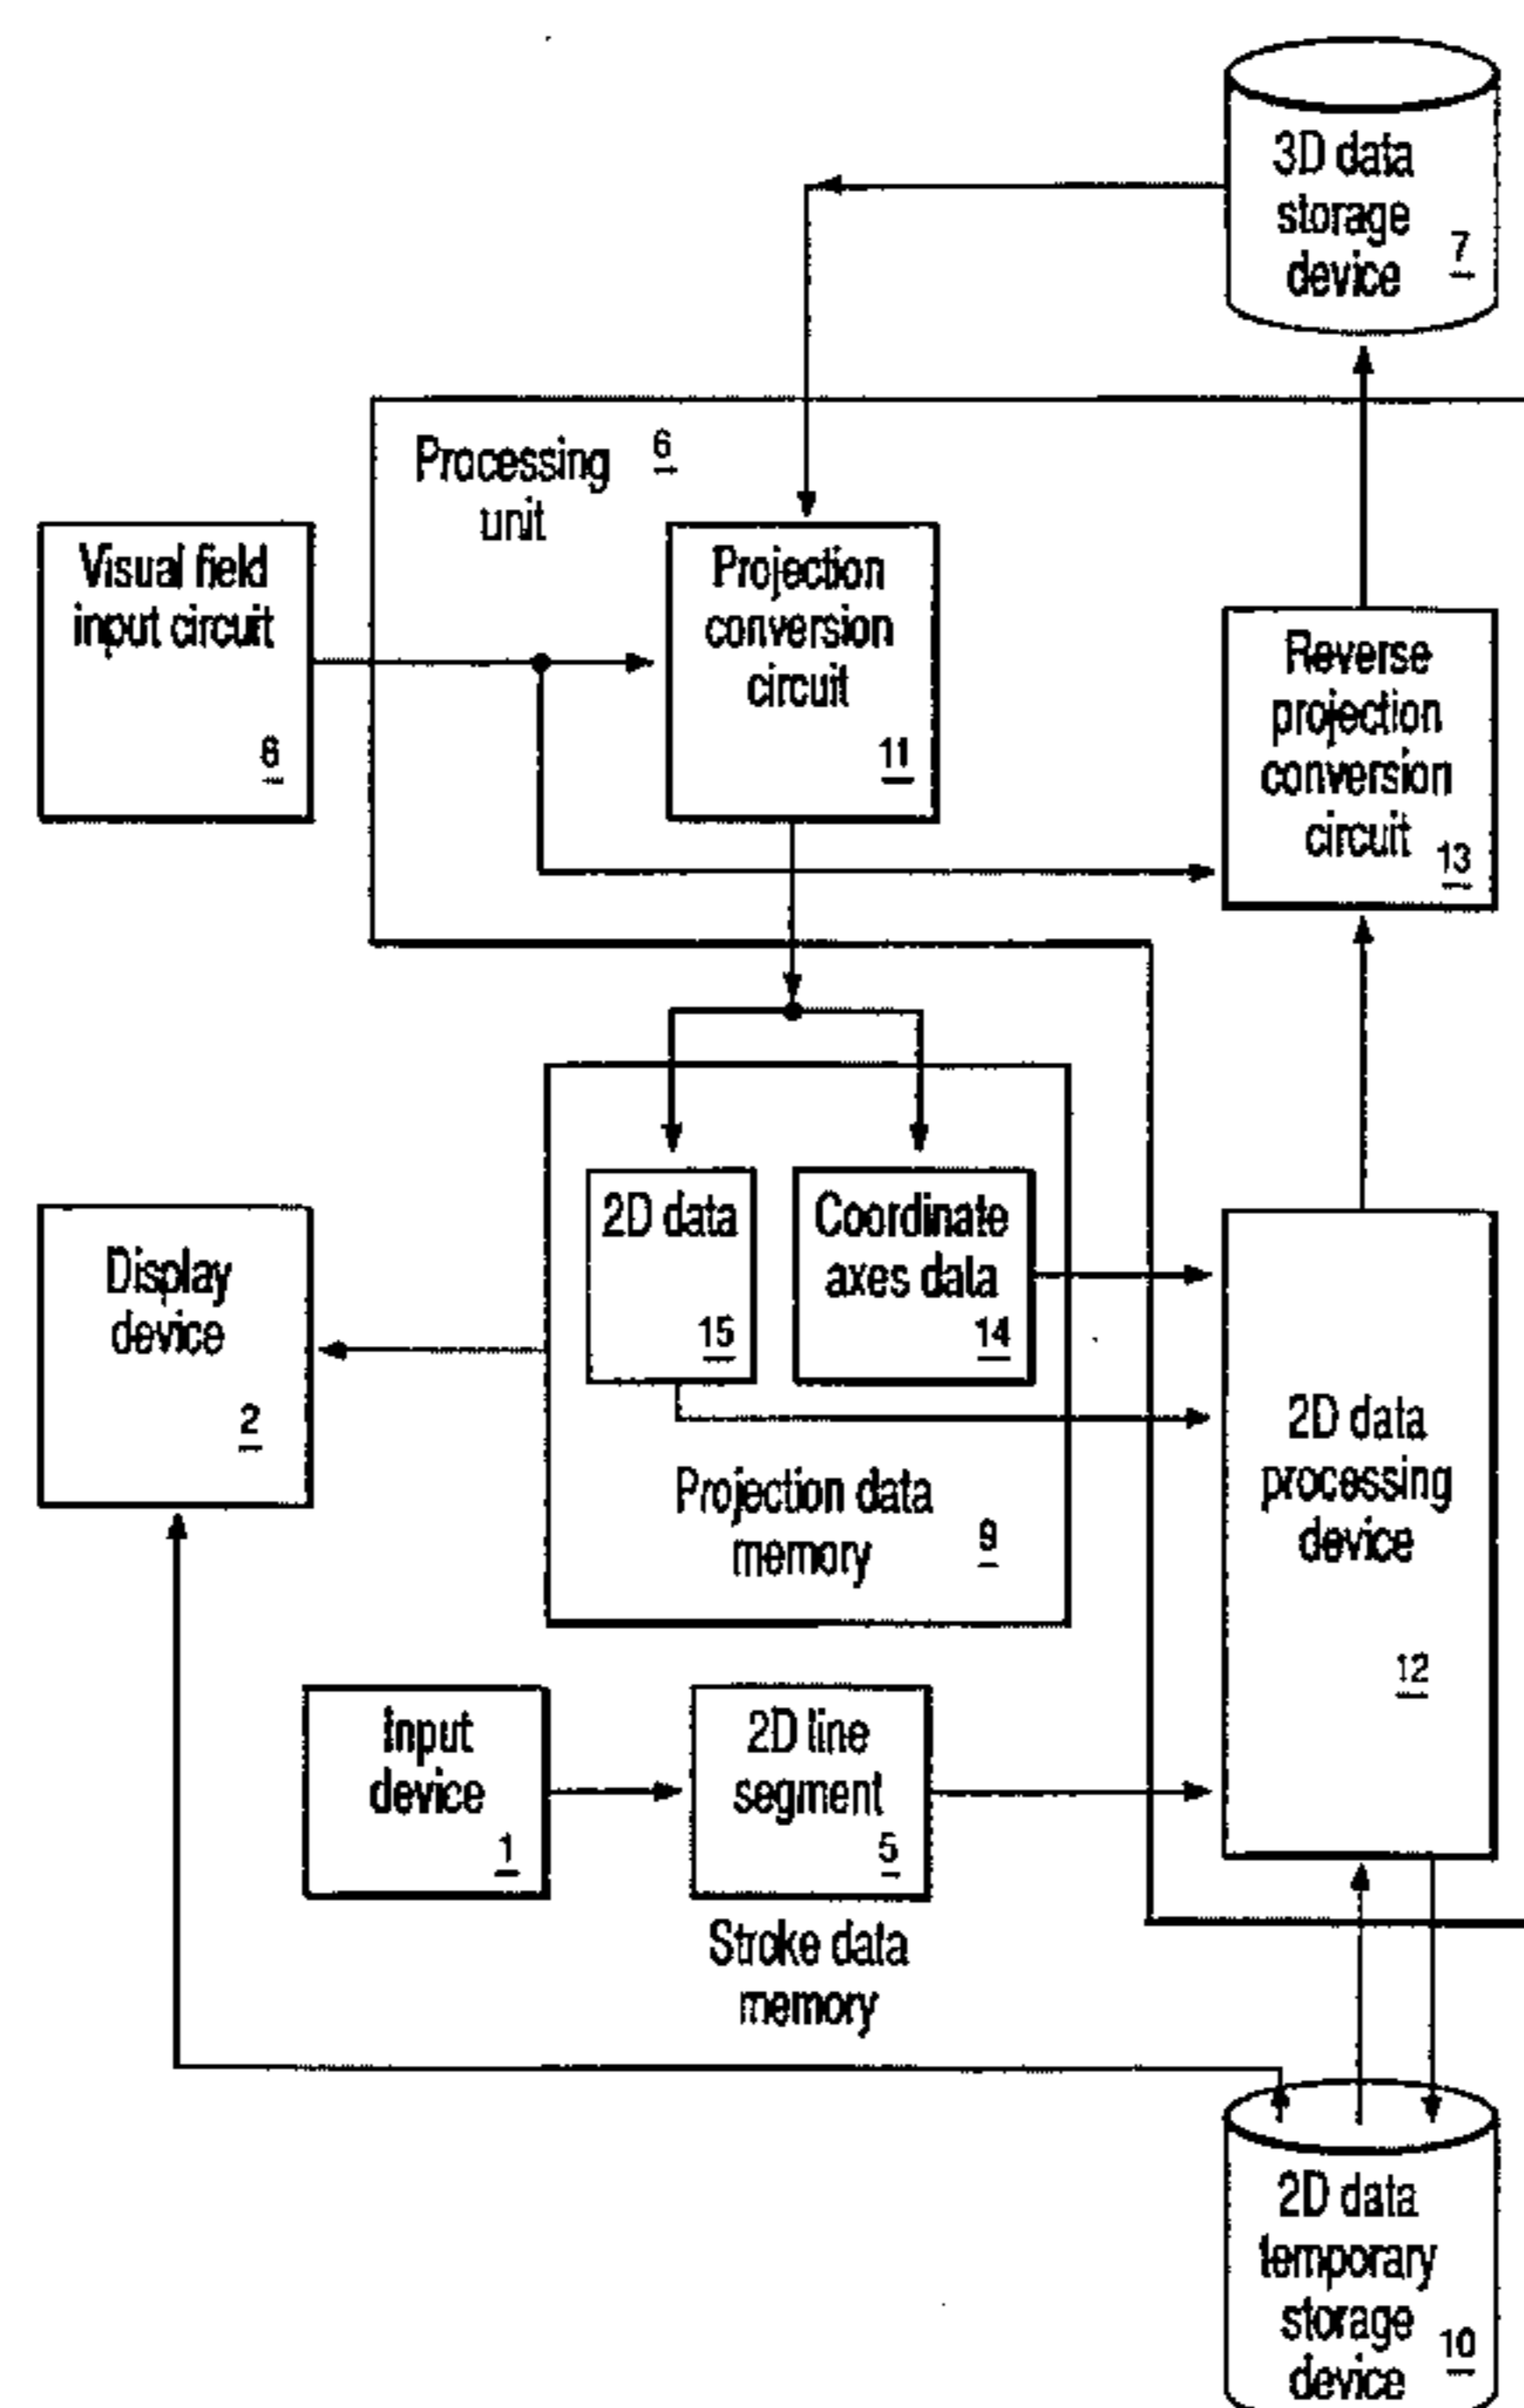 3D data
storage
device
7
Processing
unit
6
Visual field
input circuit
8
Projection
conversion
circuit
11
Reverse
projection
conversion
circuit
13
2D data
15
Coordinate
axes data
14
Display
device
2
Projection data
memory
9
2D data
processing
device
12
Input
device
1
2D line
segment
5
Stroke data
memory
2D data
temporary
storage
device
10